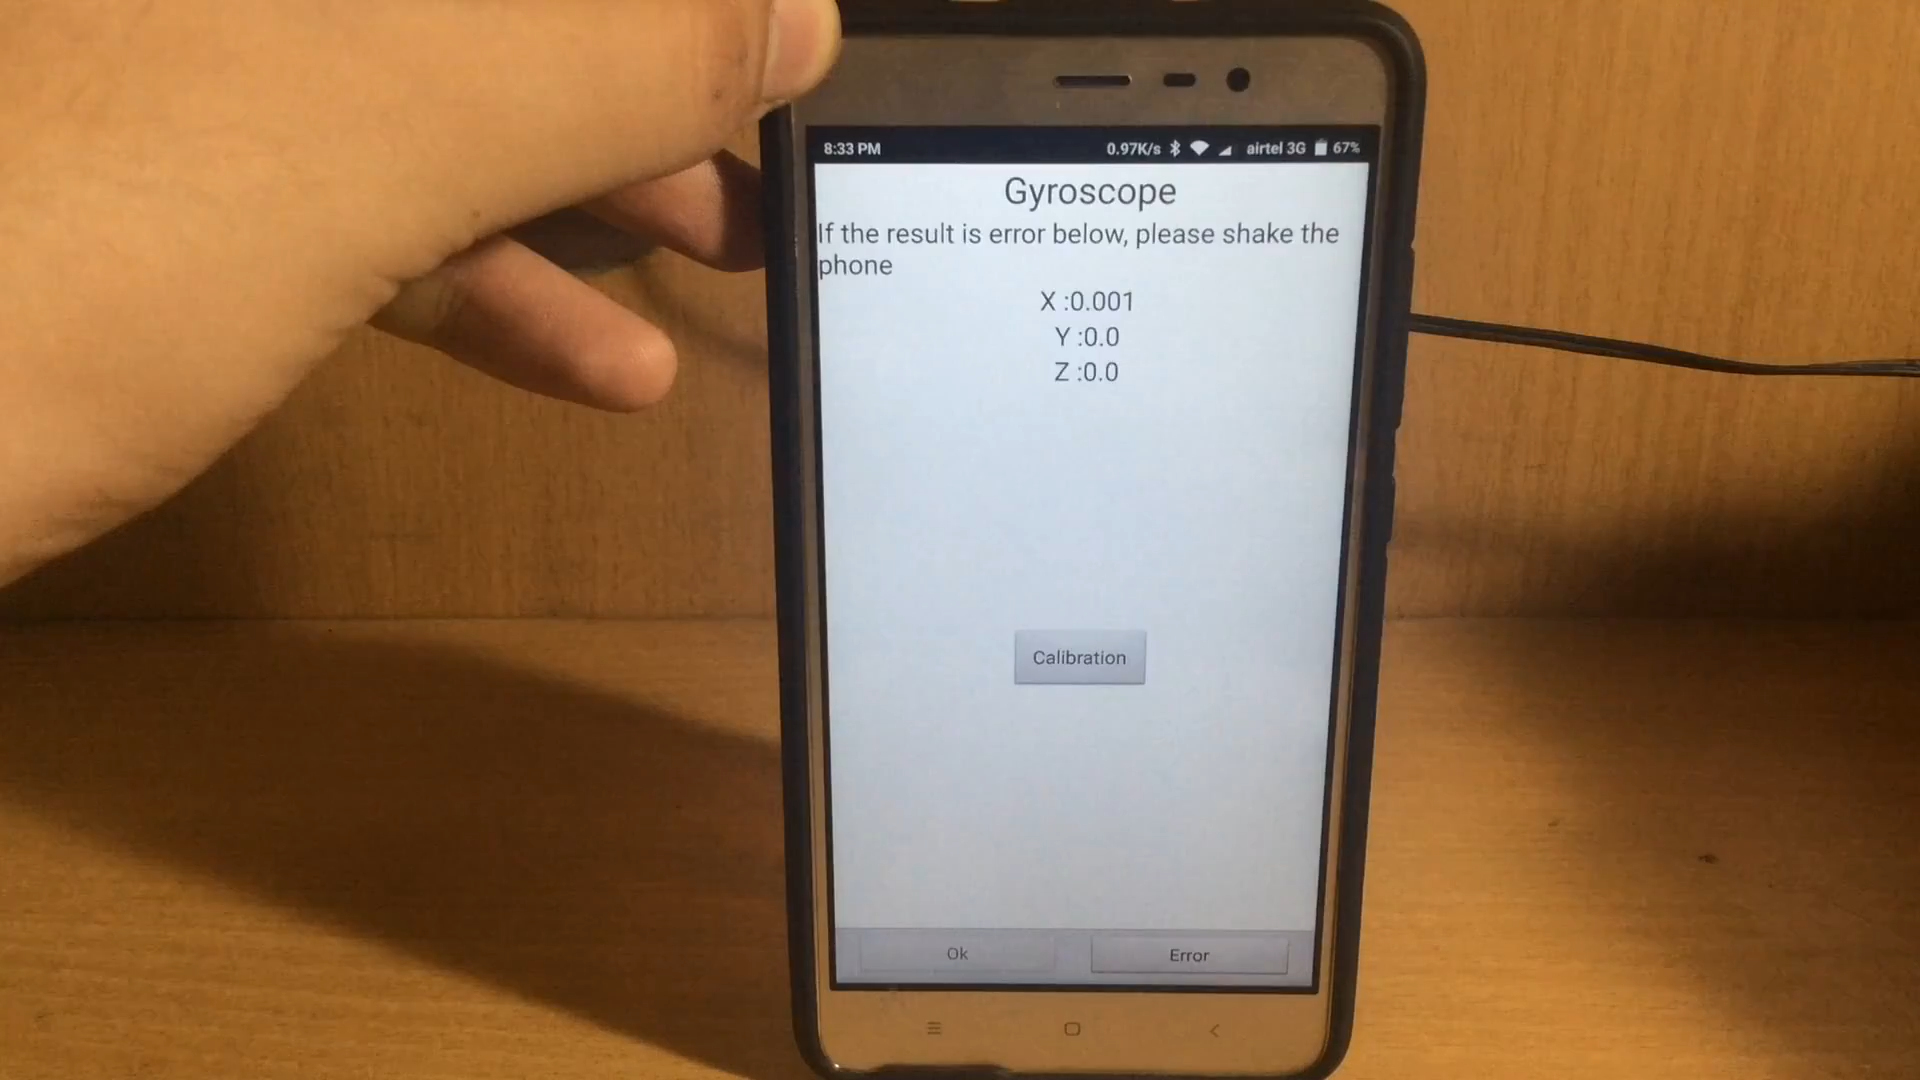 8:33 PM 0.97K/s airtel 3G 67%
Gyroscope
If the result is error below, please shake the
phone
X :0.001
Y :0.0
Z :0.0
Calibration
Ok Error